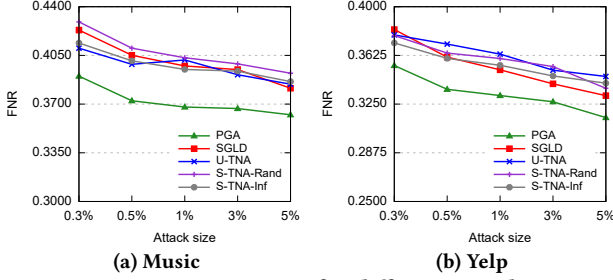 0.4400
0.4050
0.3700
0.3350
0.3000
FNR
PGA
SGLD
U-TNA
S-TNA-Rand
S-TNA-Inf
0.3% 0.5% 1% 3% 5%
Attack size
(a) Music
0.4000
0.3625
0.3250
0.2875
0.2500
FNR
PGA
SGLD
U-TNA
S-TNA-Rand
S-TNA-Inf
0.3% 0.5% 1% 3% 5%
Attack size
(b) Yelp